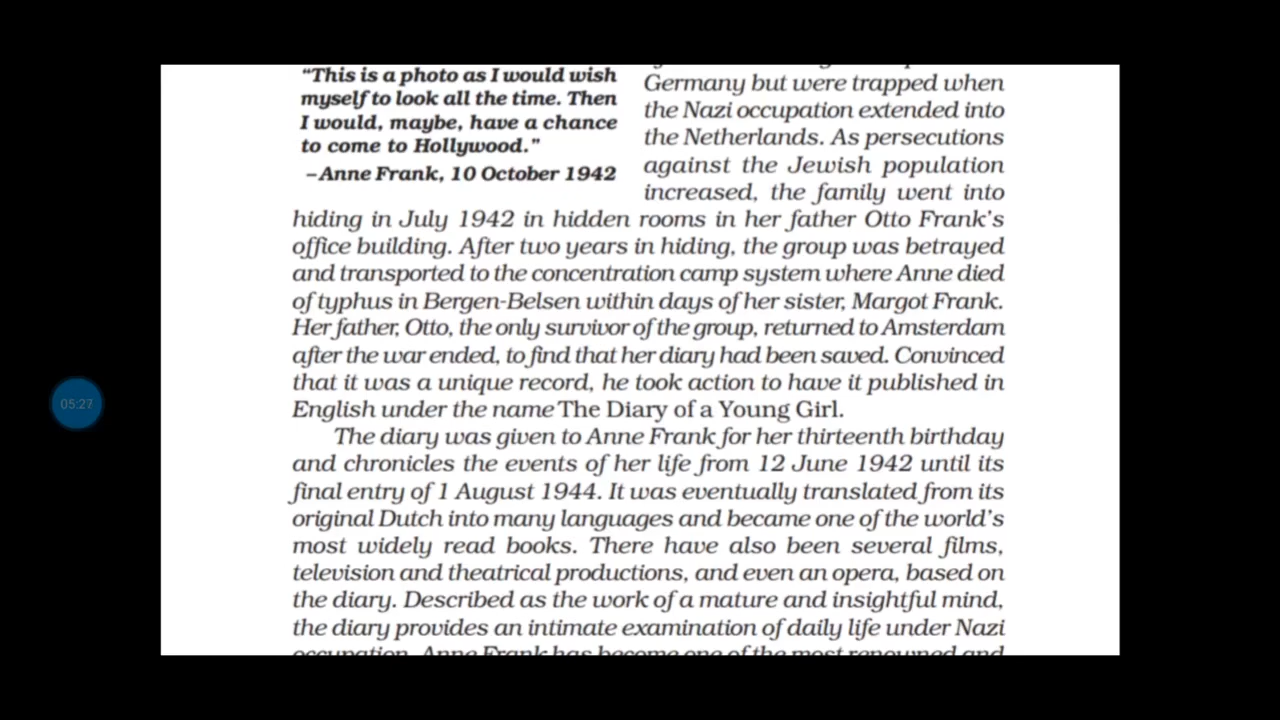 "This is a photo as I would wish
myself to look all the time. Then
I would, maybe, have a chance
to come to Hollywood."
–Anne Frank, 10 October 1942
Germany but were trapped when
the Nazi occupation extended into
the Netherlands. As persecutions
against the Jewish population
increased, the family went into
hiding in July 1942 in hidden rooms in her father Otto Frank's
office building. After two years in hiding, the group was betrayed
and transported to the concentration camp system where Anne died
of typhus in Bergen-Belsen within days of her sister, Margot Frank.
Her father, Otto, the only survivor of the group, returned to Amsterdam
after the war ended, to find that her diary had been saved. Convinced
that it was a unique record, he took action to have it published in
English under the name The Diary of a Young Girl.
The diary was given to Anne Frank for her thirteenth birthday
and chronicles the events of her life from 12 June 1942 until its
final entry of 1 August 1944. It was eventually translated from its
original Dutch into many languages and became one of the world's
most widely read books. There have also been several films,
television and theatrical productions, and even an opera, based on
the diary. Described as the work of a mature and insightful mind,
the diary provides an intimate examination of daily life under Nazi
occupation. Anne Frank has become one of the most renowned and
05:27